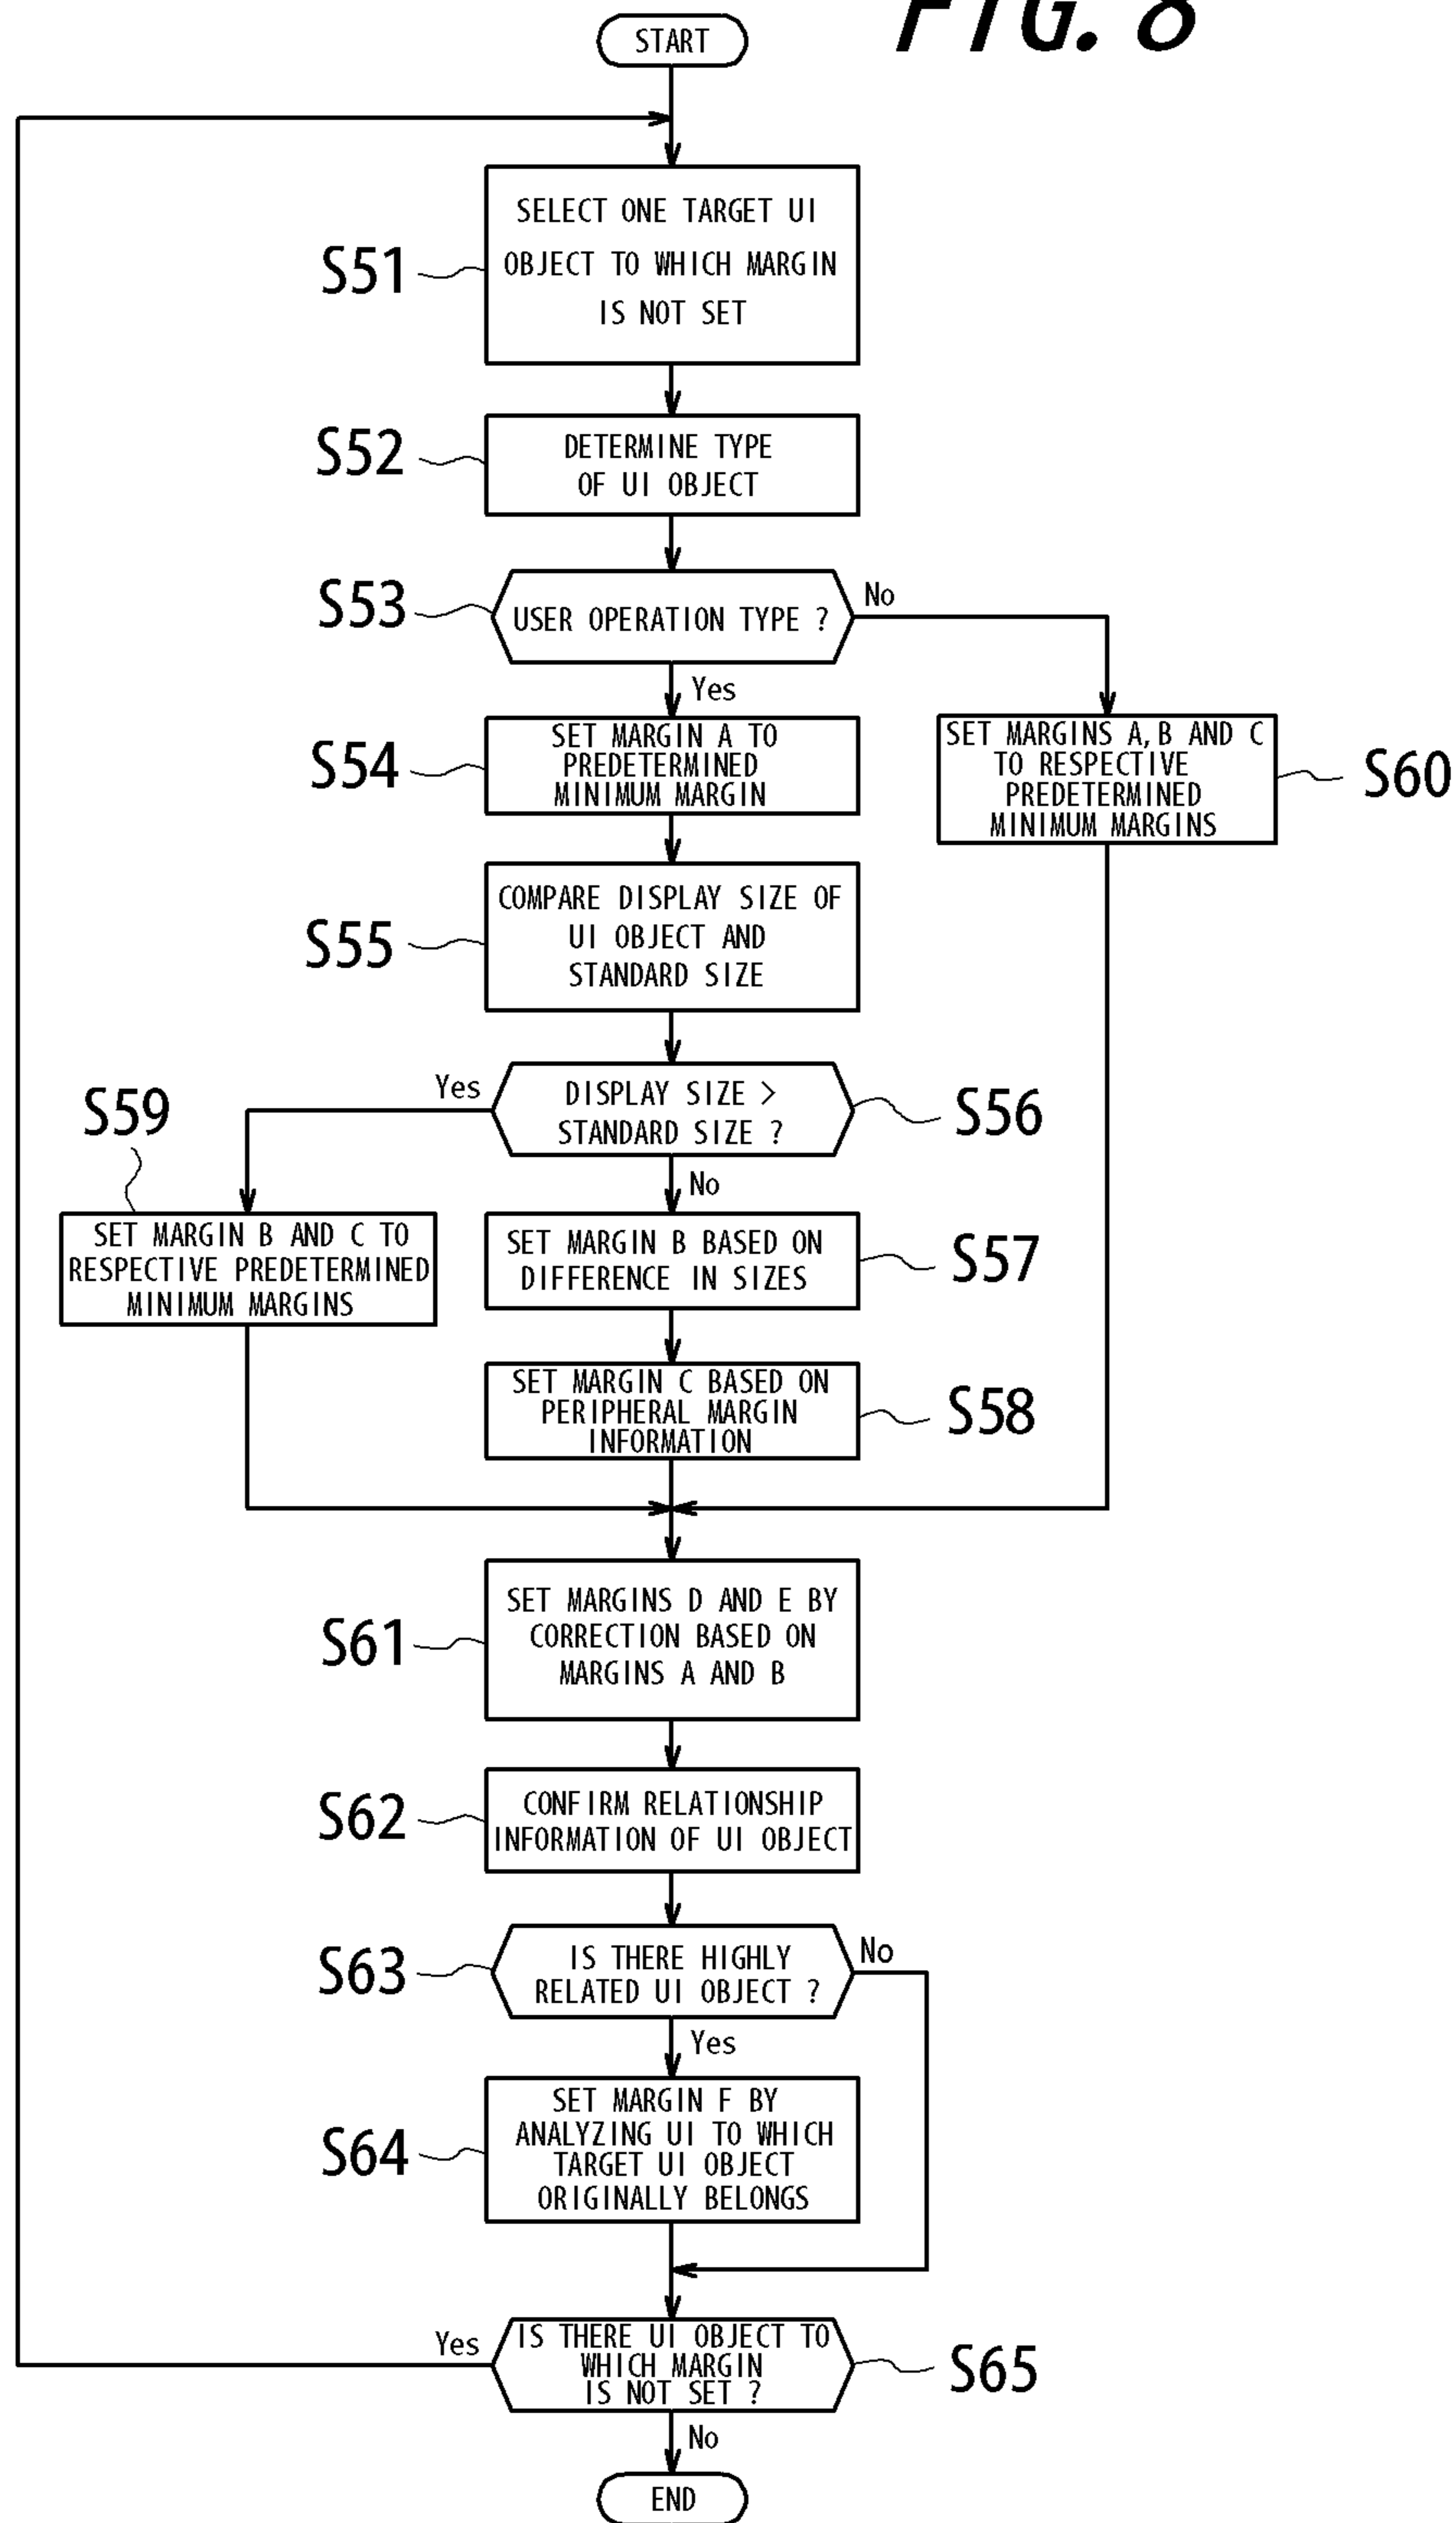 FIG. 8
START
S51
SELECT ONE TARGET UI
OBJECT TO WHICH MARGIN
IS NOT SET
S52
DETERMINE TYPE
OF UI OBJECT
S53
USER OPERATION TYPE ?
No
Yes
S54
SET MARGIN A TO
PREDETERMINED
MINIMUM MARGIN
SET MARGINS A, B AND C
TO RESPECTIVE
PREDETERMINED
MINIMUM MARGINS
S60
S55
COMPARE DISPLAY SIZE OF
UI OBJECT AND
STANDARD SIZE
Yes
DISPLAY SIZE >
STANDARD SIZE ?
S56
No
S59
SET MARGIN B AND C TO
RESPECTIVE PREDETERMINED
MINIMUM MARGINS
SET MARGIN B BASED ON
DIFFERENCE IN SIZES
S57
SET MARGIN C BASED ON
PERIPHERAL MARGIN
INFORMATION
S58
S61
SET MARGINS D AND E BY
CORRECTION BASED ON
MARGINS A AND B
S62
CONFIRM RELATIONSHIP
INFORMATION OF UI OBJECT
S63
IS THERE HIGHLY
RELATED UI OBJECT ?
No
Yes
S64
SET MARGIN F BY
ANALYZING UI TO WHICH
TARGET UI OBJECT
ORIGINALLY BELONGS
Yes
IS THERE UI OBJECT TO
WHICH MARGIN
IS NOT SET ?
S65
No
END